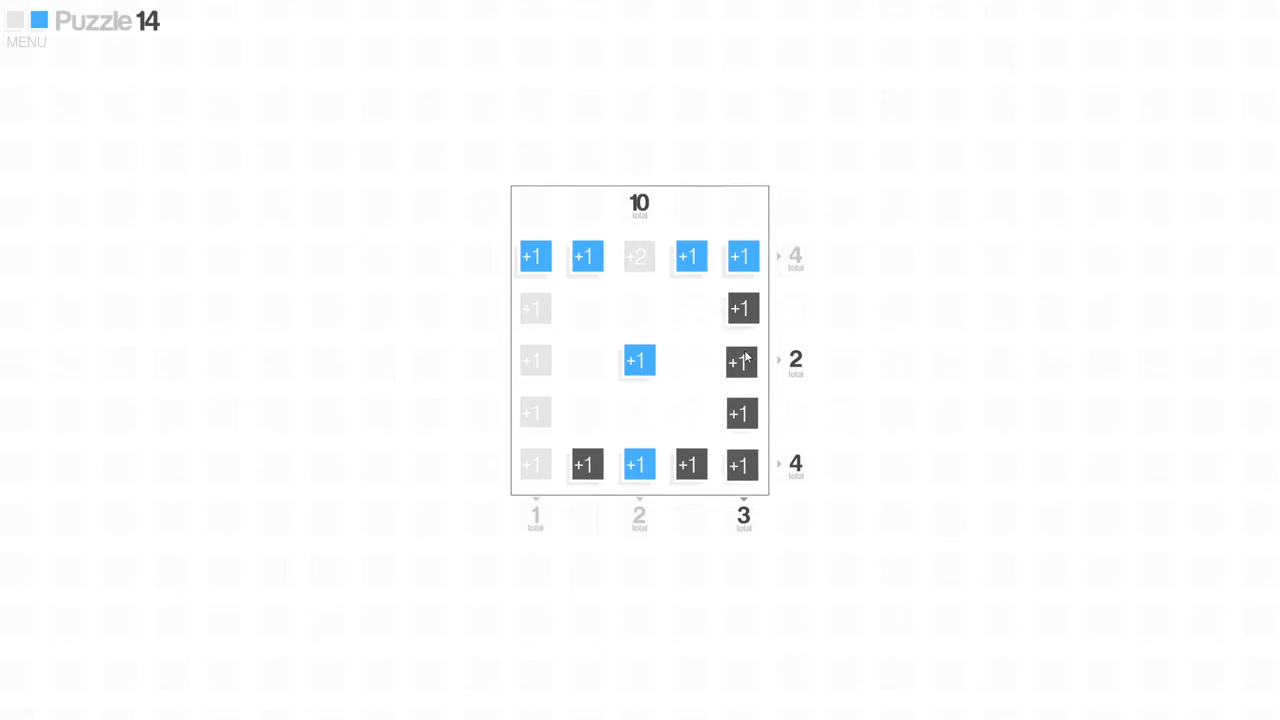 Puzzle 14
MENU
10
total
+1 +1 +2 +1 +1 4
total
+1 +1
+1 +1 +1 2
total
+1 +1
+1 +1 +1 +1 +1 4
total
1 2 3
total total total